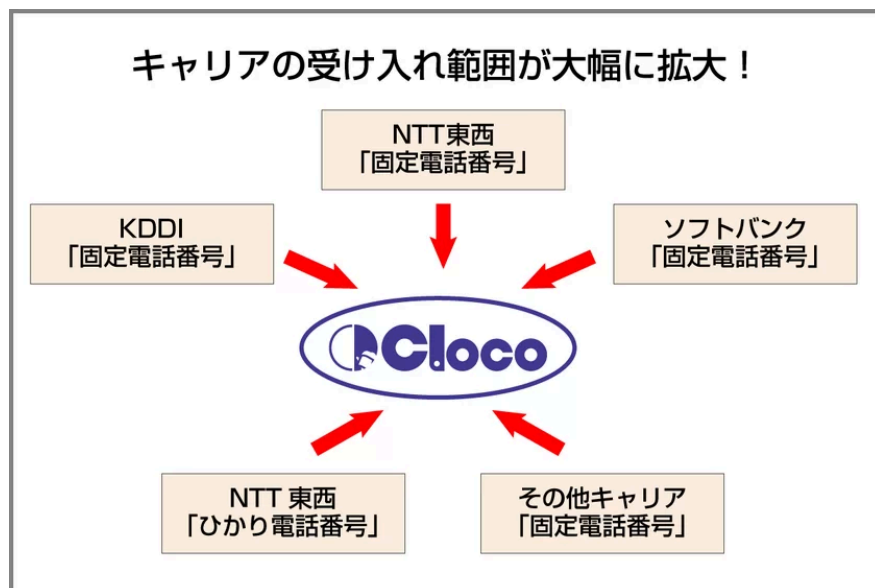 キャリアの受け入れ範囲が大幅に拡大！
NTT東西
「固定電話番号」
KDDI
「固定電話番号」
ソフトバンク
「固定電話番号」
Cloco
NTT 東西
「ひかり電話番号」
その他キャリア
「固定電話番号」